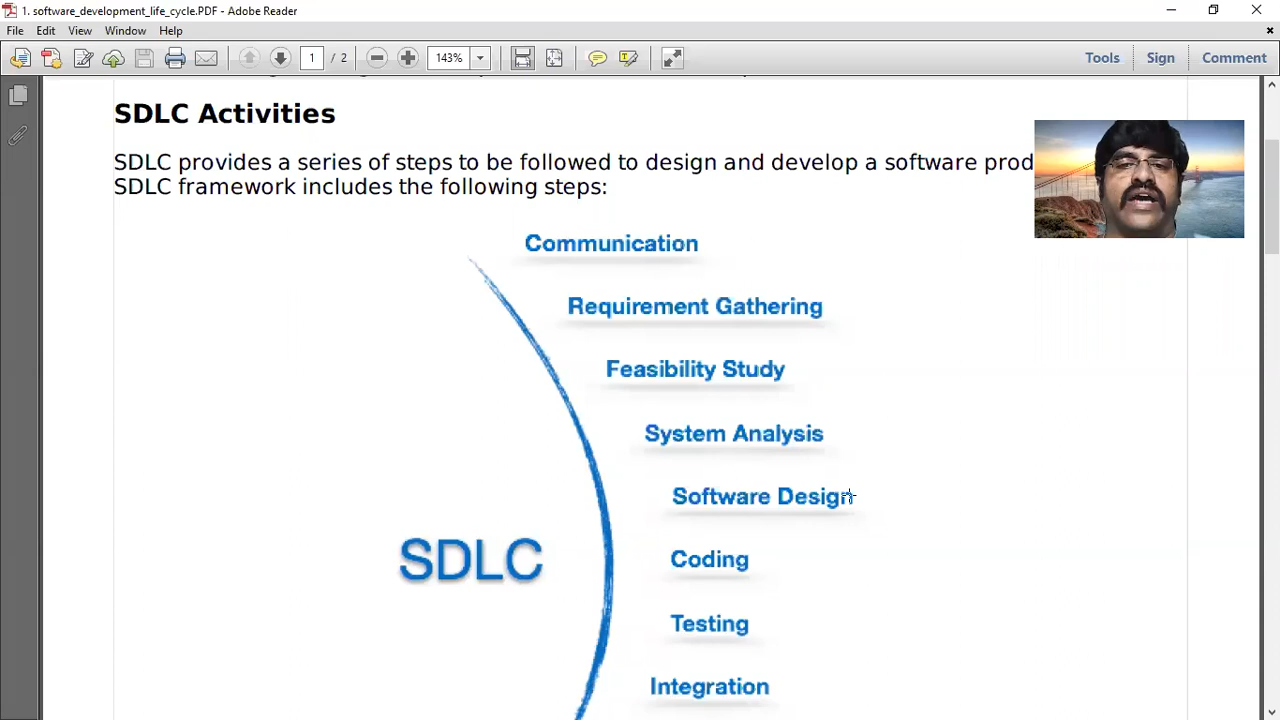 1. software_development_life_cycle.PDF - Adobe Reader
File Edit View Window Help
1 / 2 143% Tools Sign Comment
SDLC Activities
SDLC provides a series of steps to be followed to design and develop a software prod
SDLC framework includes the following steps:
Communication
Requirement Gathering
Feasibility Study
System Analysis
Software Design
SDLC
Coding
Testing
Integration